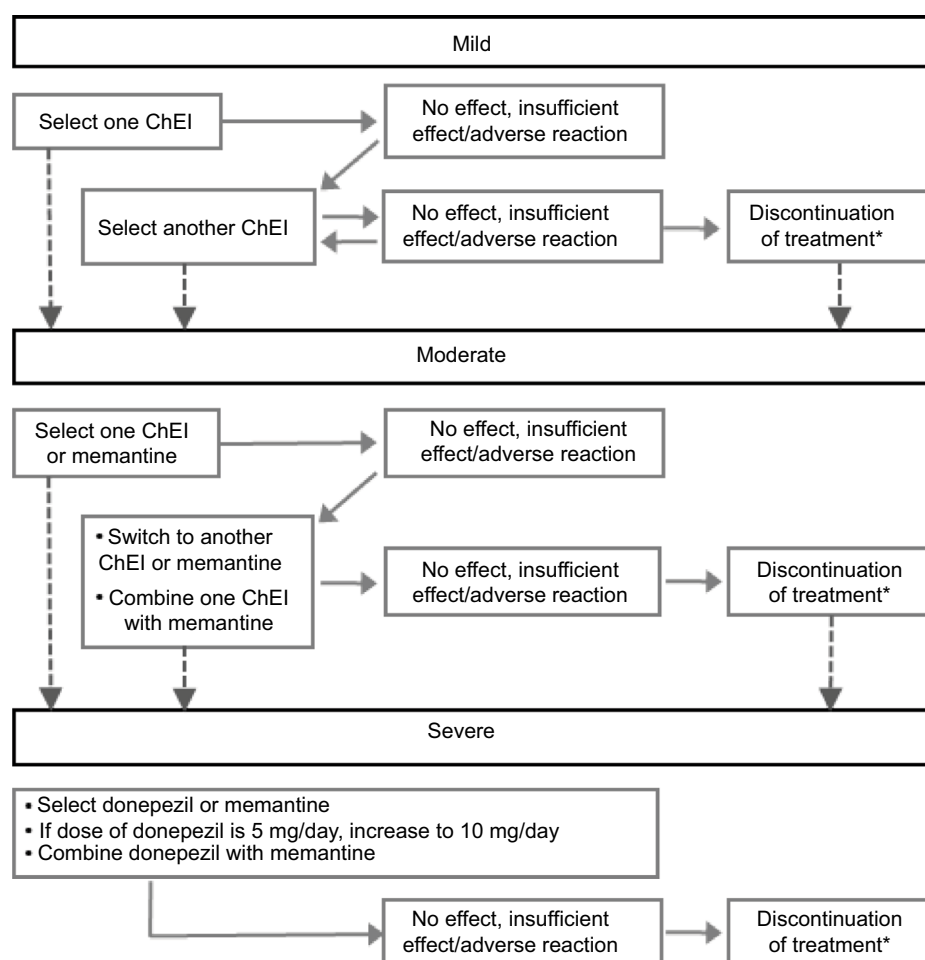 Mild
Select one ChEI
No effect, insufficient
effect/adverse reaction
Select another ChEI
No effect, insufficient
effect/adverse reaction
Discontinuation
of treatment*
Moderate
Select one ChEI
or memantine
No effect, insufficient
effect/adverse reaction
• Switch to another
ChEI or memantine
• Combine one ChEI
with memantine
No effect, insufficient
effect/adverse reaction
Discontinuation
of treatment*
Severe
• Select donepezil or memantine
• If dose of donepezil is 5 mg/day, increase to 10 mg/day
• Combine donepezil with memantine
No effect, insufficient
effect/adverse reaction
Discontinuation
of treatment*